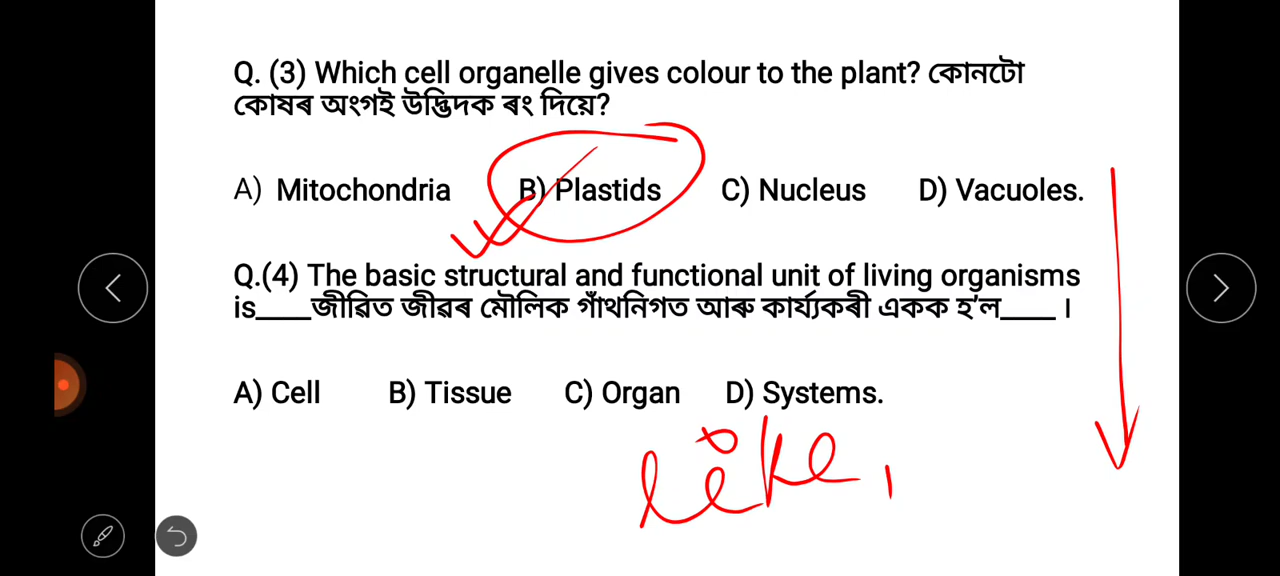 Q. (3) Which cell organelle gives colour to the plant? কোনটো
কোষৰ অংগই উদ্ভিদক ৰং দিয়ে?
A) Mitochondria B) Plastids C) Nucleus D) Vacuoles.
Q.(4) The basic structural and functional unit of living organisms
is____জীৱিত জীৱৰ মৌলিক গাঁথনিগত আৰু কাৰ্য্যকৰী একক হ'ল____ ।
A) Cell B) Tissue C) Organ D) Systems.
like,